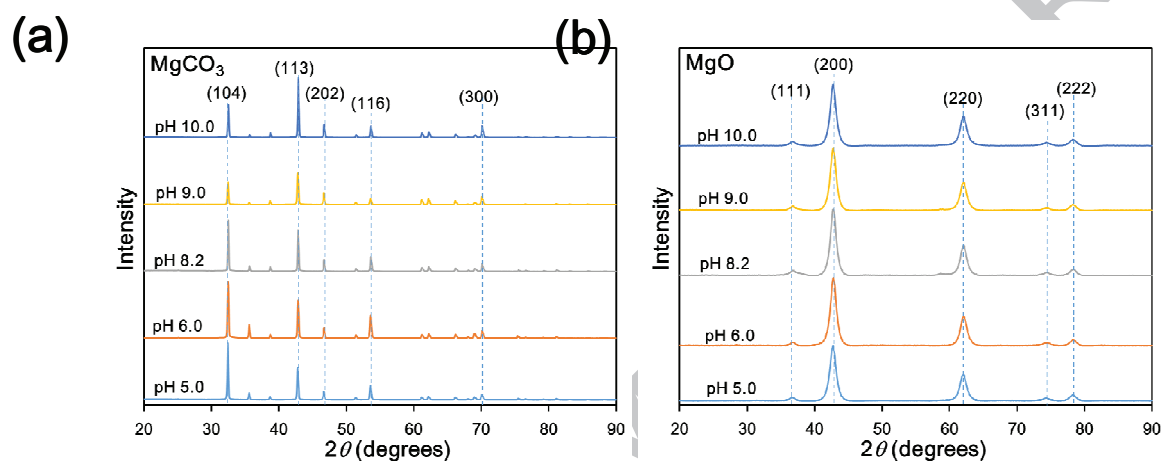 (a)
MgCO3
(104)
(113)
(202)
(116)
(300)
pH 10.0
pH 9.0
pH 8.2
pH 6.0
pH 5.0
Intensity
20 30 40 50 60 70 80 90
2θ (degrees)
(b)
MgO
(111)
(200)
(220)
(311)
(222)
pH 10.0
pH 9.0
pH 8.2
pH 6.0
pH 5.0
Intensity
20 30 40 50 60 70 80 90
2θ (degrees)